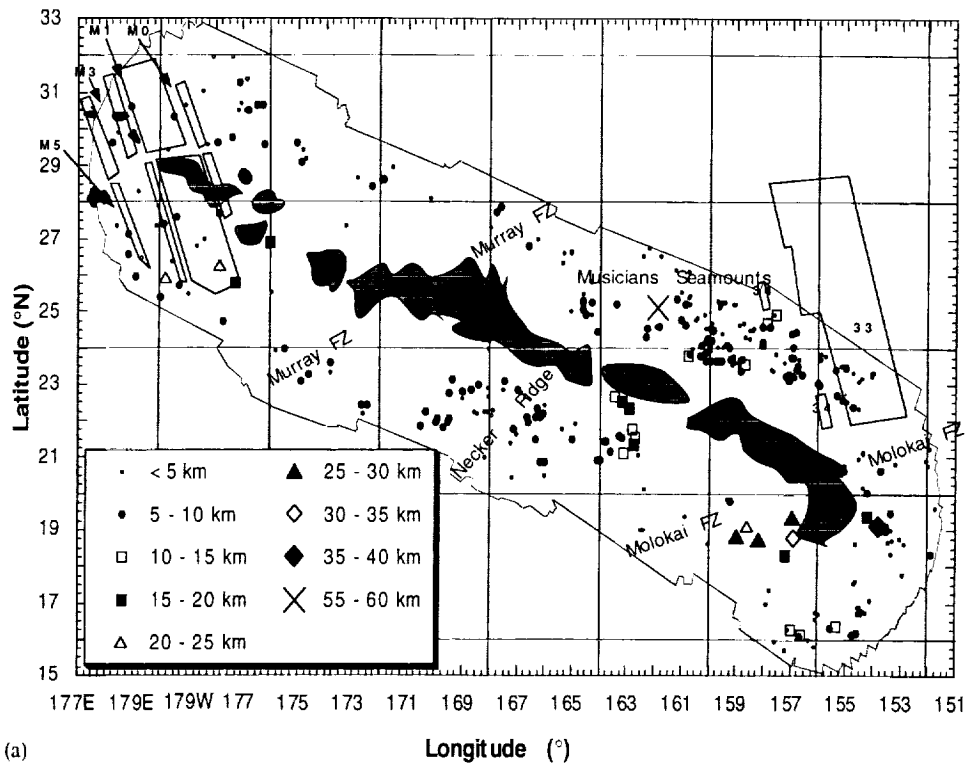 33
31
29
27
25
23
21
19
17
15
Latitude (°N)
M1 M0
M3
M5
Murray FZ
Musicians Seamounts
33
Murray FZ
Necker Ridge
Molokai FZ
Molokai FZ
< 5 km
5 - 10 km
10 - 15 km
15 - 20 km
20 - 25 km
25 - 30 km
30 - 35 km
35 - 40 km
55 - 60 km
177E 179E 179W 177 175 173 171 169 167 165 163 161 159 157 155 153 151
(a)
Longitude (°)